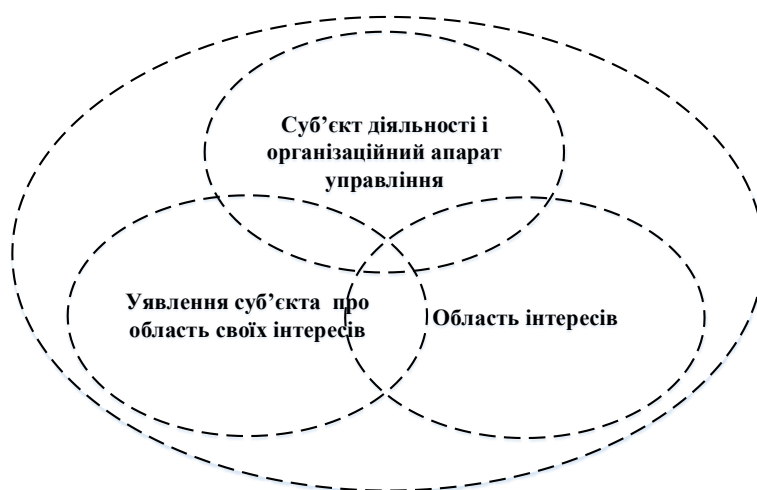 Суб’єкт діяльності і
організаційний апарат
управління
Уявлення суб’єкта про
область своїх інтересів
Область інтересів